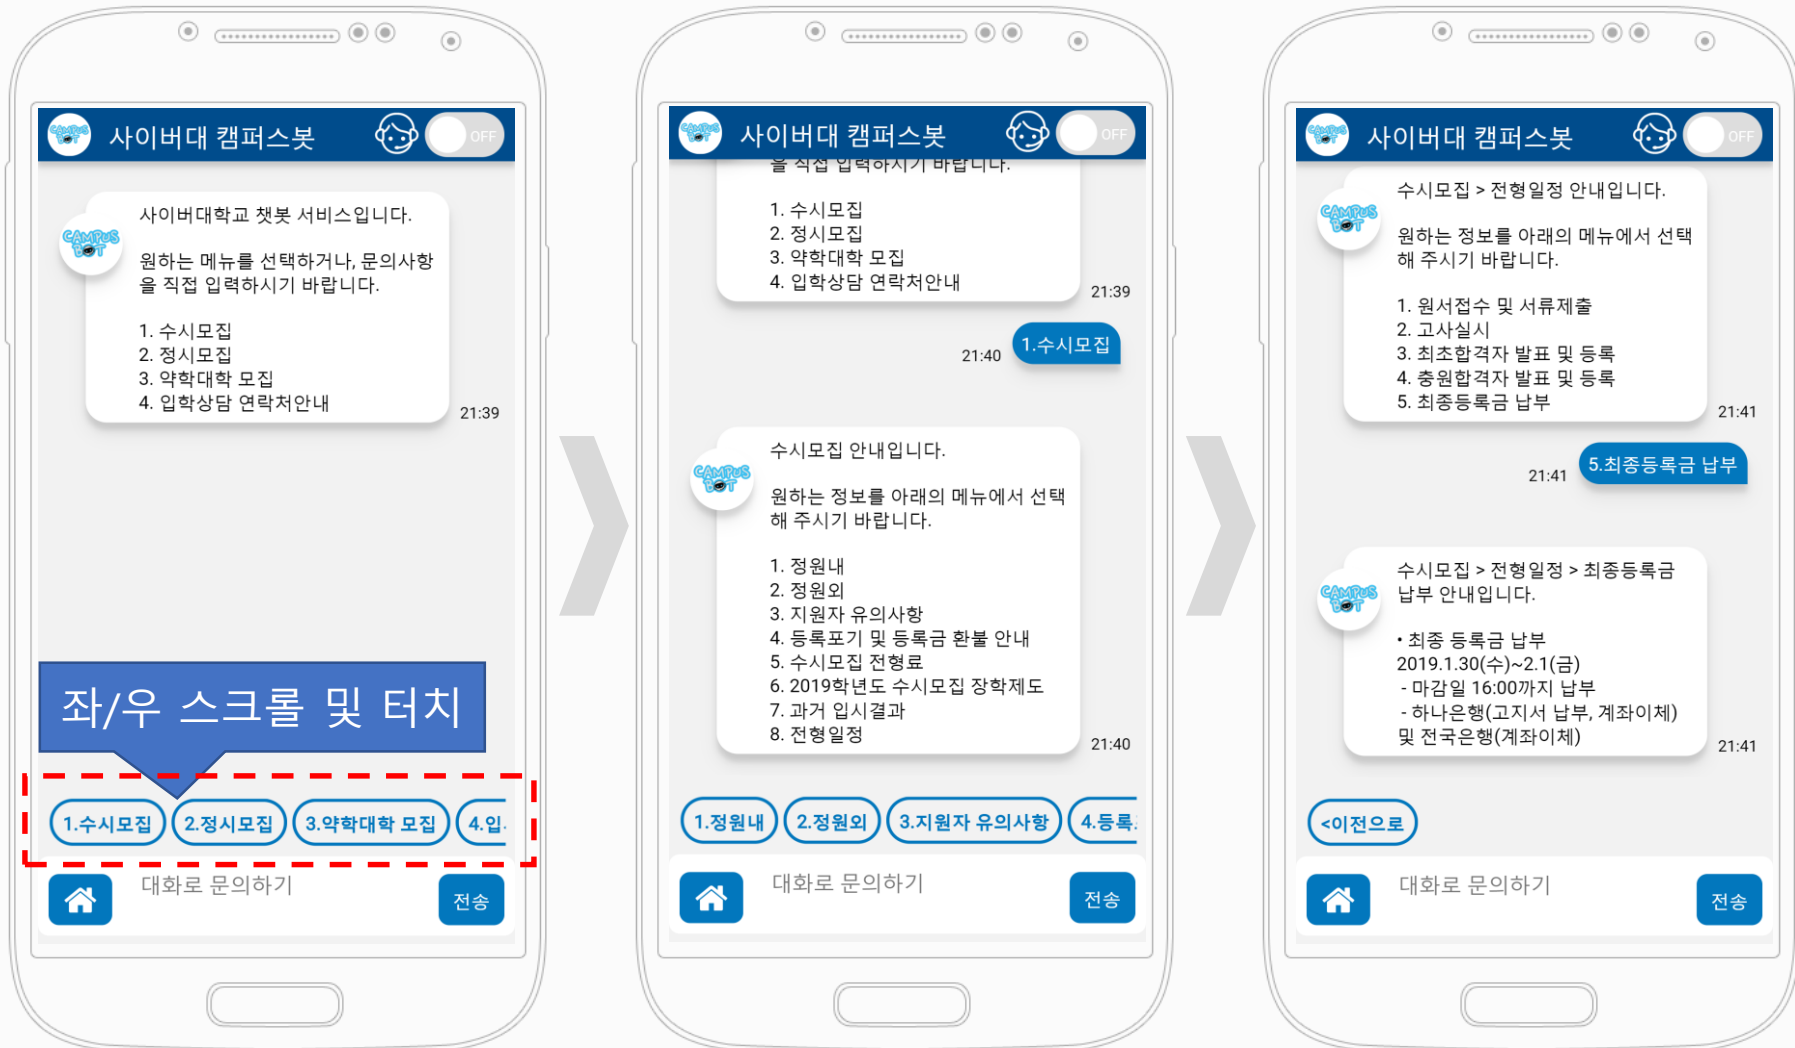 사이버대 캠퍼스봇
OFF
CAMPUS
BOT
사이버대학교 챗봇 서비스입니다.
원하는 메뉴를 선택하거나, 문의사항
을 직접 입력하시기 바랍니다.
1. 수시모집
2. 정시모집
3. 약학대학 모집
4. 입학상담 연락처안내
21:39
좌/우 스크롤 및 터치
1.수시모집
2.정시모집
3.약학대학 모집
4.입
대화로 문의하기
전송
사이버대 캠퍼스봇
OFF
을 직접 입력하시기 바랍니다.
1. 수시모집
2. 정시모집
3. 약학대학 모집
4. 입학상담 연락처안내
21:39
1.수시모집
21:40
CAMPUS
BOT
수시모집 안내입니다.
원하는 정보를 아래의 메뉴에서 선택
해 주시기 바랍니다.
1. 정원내
2. 정원외
3. 지원자 유의사항
4. 등록포기 및 등록금 환불 안내
5. 수시모집 전형료
6. 2019학년도 수시모집 장학제도
7. 과거 입시결과
8. 전형일정
21:40
1.정원내
2.정원외
3.지원자 유의사항
4.등록
대화로 문의하기
전송
사이버대 캠퍼스봇
OFF
CAMPUS
BOT
수시모집 > 전형일정 안내입니다.
원하는 정보를 아래의 메뉴에서 선택
해 주시기 바랍니다.
1. 원서접수 및 서류제출
2. 고사실시
3. 최초합격자 발표 및 등록
4. 충원합격자 발표 및 등록
5. 최종등록금 납부
21:41
5.최종등록금 납부
21:41
CAMPUS
BOT
수시모집 > 전형일정 > 최종등록금
납부 안내입니다.
• 최종 등록금 납부
2019.1.30(수)~2.1(금)
- 마감일 16:00까지 납부
- 하나은행(고지서 납부, 계좌이체)
및 전국은행(계좌이체)
21:41
<이전으로
대화로 문의하기
전송